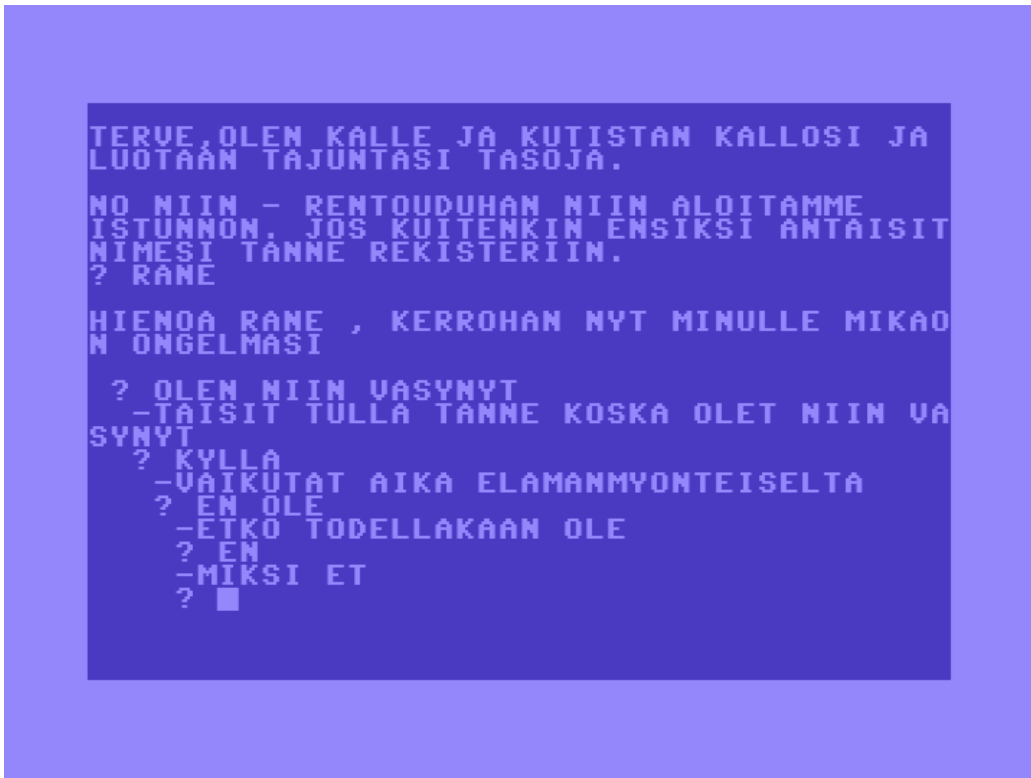 TERVE,OLEN KALLE JA KUTISTAN KALLOSI JA
LUOTAAN TAJUNTASI TASOJA.
NO NIIN - RENTOUDUHAN NIIN ALOITAMME
ISTUNNON. JOS KUITENKIN ENSIKSI ANTAISIT
NIMESI TANNE REKISTERIIN.
? RANE
HIENOA RANE , KERROHAN NYT MINULLE MIKAO
N ONGELMASI
? OLEN NIIN VASYNYT
-TAISIT TULLA TANNE KOSKA OLET NIIN VA
SYNYT
? KYLLA
-VAIKUTAT AIKA ELAMANMYONTEISELTA
? EN OLE
-ETKO TODELLAKAAN OLE
? EN
-MIKSI ET
?